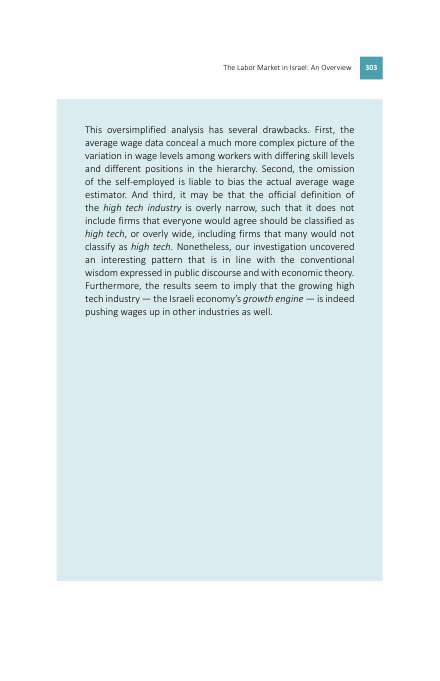 The Labor Market in Israel: An Overview 303
This oversimplified analysis has several drawbacks. First, the
average wage data conceal a much more complex picture of the
variation in wage levels among workers with differing skill levels
and different positions in the hierarchy. Second, the omission
of the self-employed is liable to bias the actual average wage
estimator. And third, it may be that the official definition of
the high tech industry is overly narrow, such that it does not
include firms that everyone would agree should be classified as
high tech, or overly wide, including firms that many would not
classify as high tech. Nonetheless, our investigation uncovered
an interesting pattern that is in line with the conventional
wisdom expressed in public discourse and with economic theory.
Furthermore, the results seem to imply that the growing high
tech industry — the Israeli economy's growth engine — is indeed
pushing wages up in other industries as well.